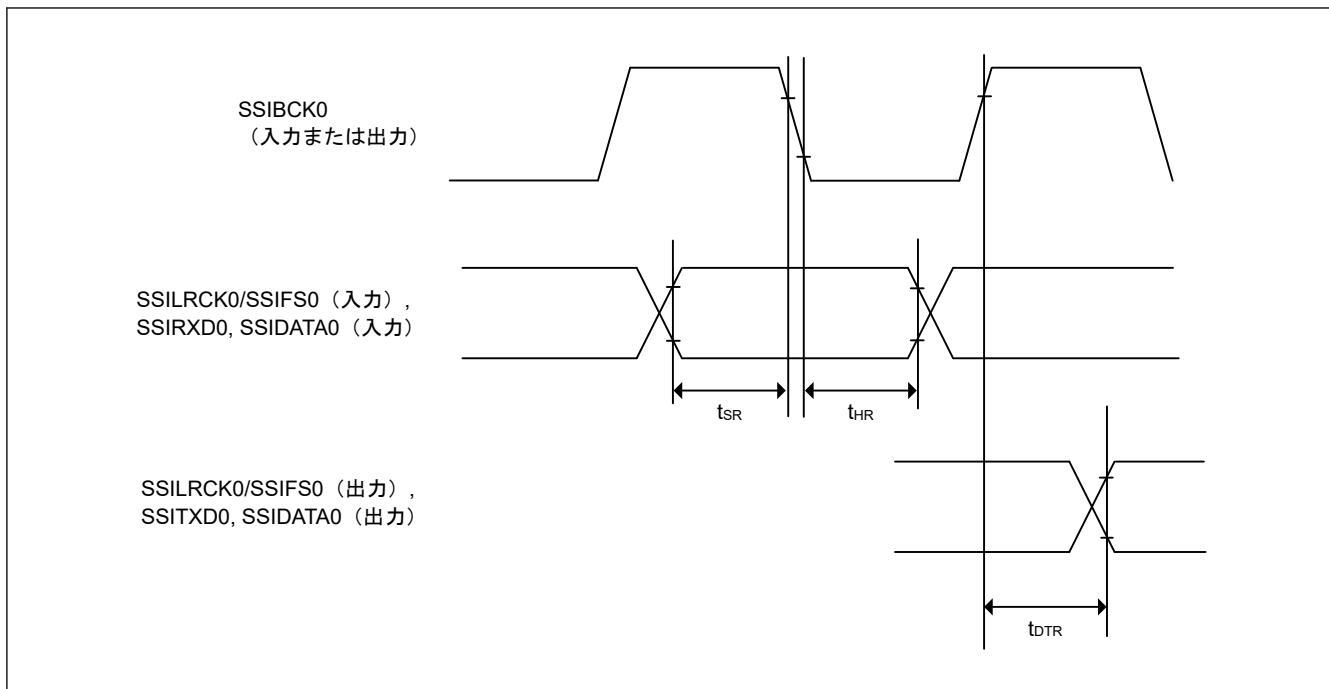 SSIBCK0
（入力または出力）
SSILRCK0/SSIFS0（入力）,
SSIRXD0, SSIDATA0（入力）
tSR
tHR
SSILRCK0/SSIFS0（出力）,
SSITXD0, SSIDATA0（出力）
tDTR